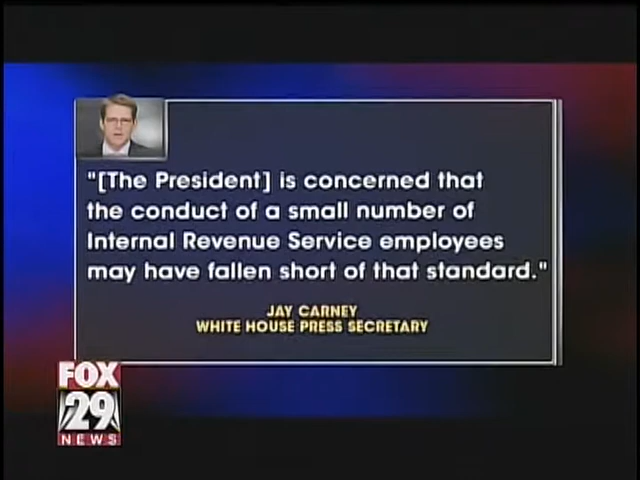 "[The President] is concerned that
the conduct of a small number of
Internal Revenue Service employees
may have fallen short of that standard."
JAY CARNEY
WHITE HOUSE PRESS SECRETARY
FOX
29
NEWS